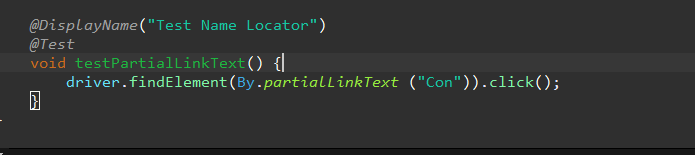 @DisplayName("Test Name Locator")
@Test
void testPartialLinkText() {
    driver.findElement(By.partialLinkText ("Con")).click();
}